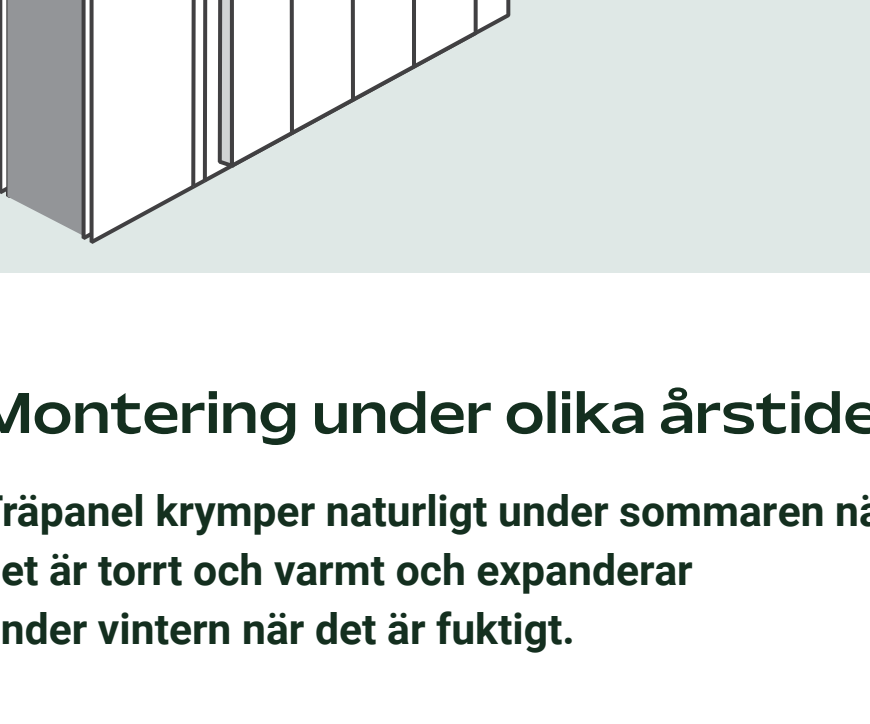 Montering under olika årstide
Träpanel krymper naturligt under sommaren nä
et är torrt och varmt och expanderar
nder vintern när det är fuktigt.